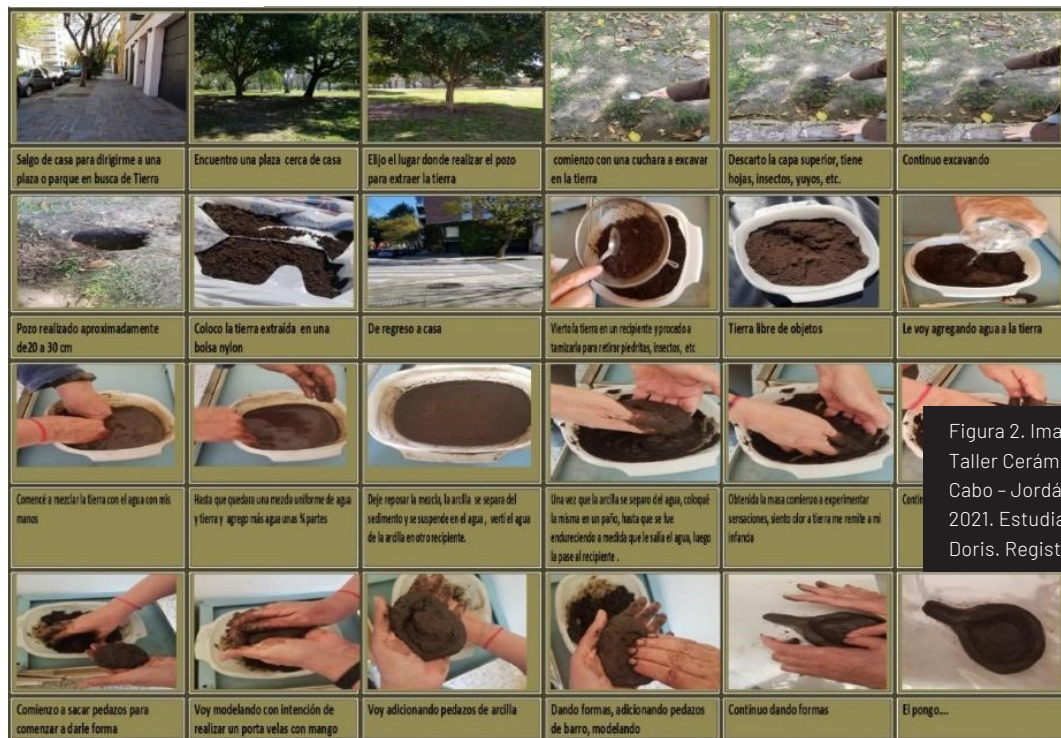 Salgo de casa para dirigirme a una
plaza o parque en busca de Tierra
Encuentro una plaza cerca de casa
Elijo el lugar donde realizar el pozo
para extraer la tierra
comienzo con una cuchara a excavar
en la tierra
Descarto la capa superior, tiene
hojas, insectos, yuyos, etc.
Continuo excavando
Pozo realizado aproximadamente
de20 a 30 cm
Coloco la tierra extraída en una
bolsa nylon
De regreso a casa
Vierto la tierra en un recipiente y procedo a
tamizarla para retirar piedritas, insectos, etc
Tierra libre de objetos
Le voy agregando agua a la tierra
Comencé a mezclar la tierra con el agua con mis
manos
Hasta que quedara una mezcla uniforme de agua
y tierra y agrego más agua unas ¾ partes
Deje reposar la mezcla, la arcilla se separa del
sedimento y se suspende en el agua , vertí el agua
de la arcilla en otro recipiente.
Una vez que la arcilla se separo del agua, coloqué
la misma en un paño, hasta que se fue
endureciendo a medida que le salía el agua, luego
la pase al recipiente .
Obtenida la masa comienzo a experimentar
sensaciones, siento olor a tierra me remite a mi
infancia
Figura 2. Ima
Taller Cerám
Cabo – Jordá
2021. Estudia
Doris. Regist
Comienzo a sacar pedazos para
comenzar a darle forma
Voy modelando con intención de
realizar un porta velas con mango
Voy adicionando pedazos de arcilla
Dando formas, adicionando pedazos
de barro, modelando
Continuo dando formas
El pongo....